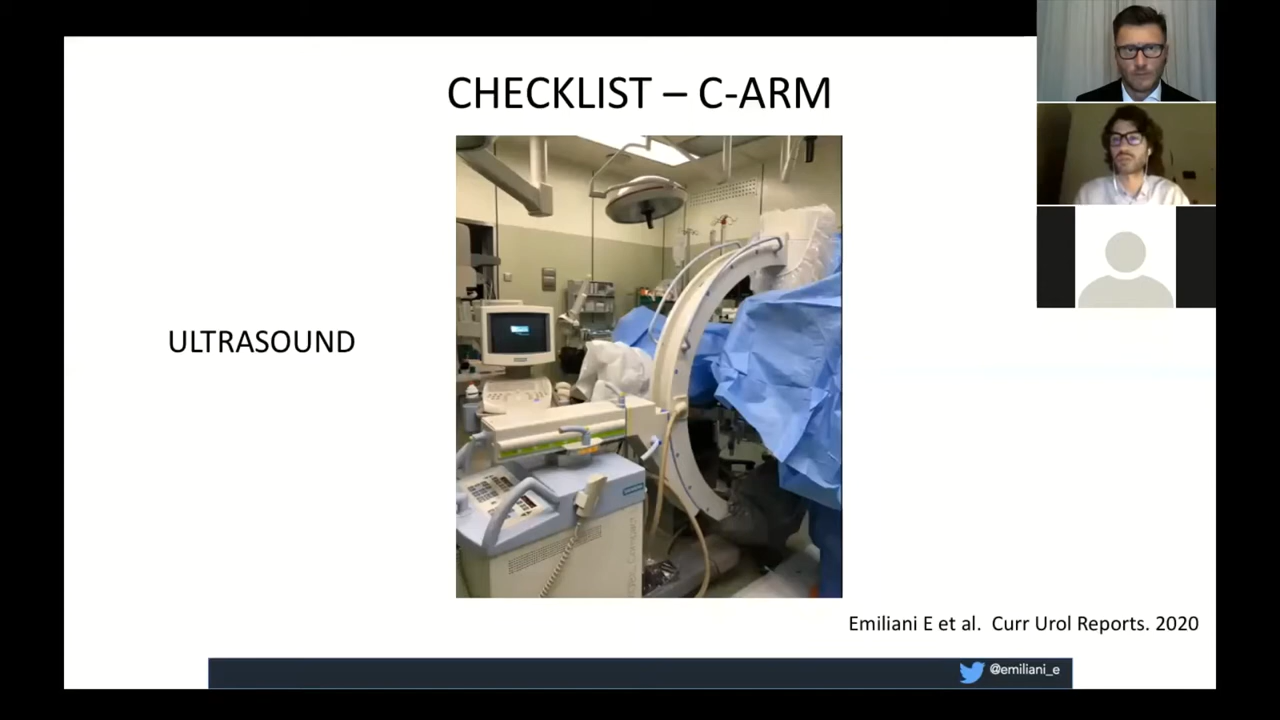 CHECKLIST – C-ARM
ULTRASOUND
Emiliani E et al. Curr Urol Reports. 2020
@emiliani_e